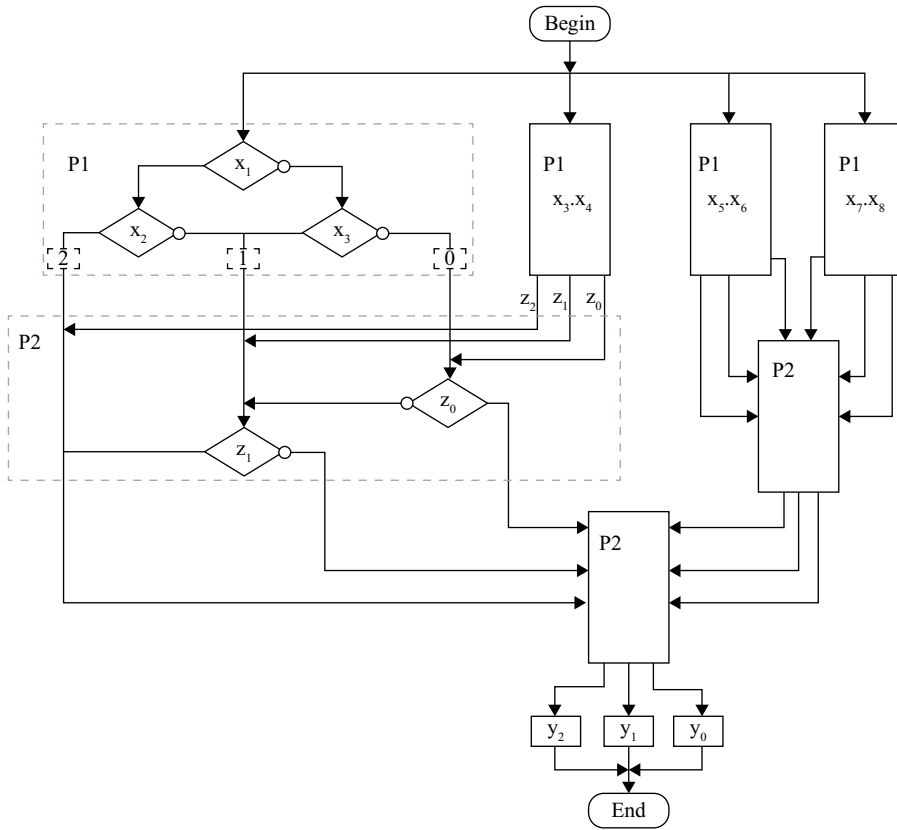 Begin
P1
x₁
x₂
x₃
2
1
0
P1
x₃.x₄
P1
x₅.x₆
P1
x₇.x₈
z₂
z₁
z₀
P2
z₀
z₁
P2
P2
y₂
y₁
y₀
End